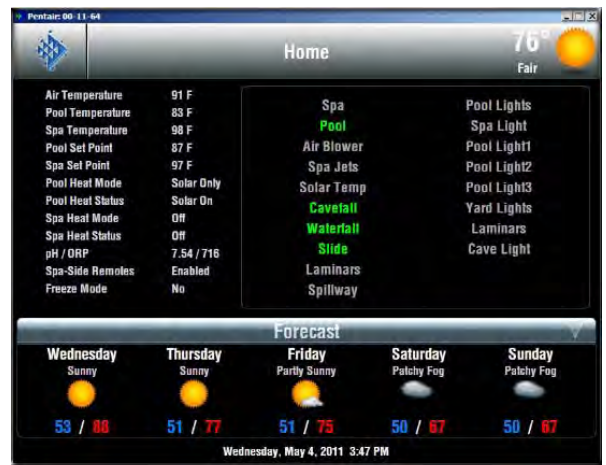 Pentair: 00-11-64
Home
76°
Fair
Air Temperature 91 F
Pool Temperature 83 F
Spa Temperature 98 F
Pool Set Point 87 F
Spa Set Point 97 F
Pool Heat Mode Solar Only
Pool Heat Status Solar On
Spa Heat Mode Off
Spa Heat Status Off
pH / ORP 7.54 / 716
Spa-Side Remotes Enabled
Freeze Mode No
Spa Pool Lights
Pool Spa Light
Air Blower Pool Light1
Spa Jets Pool Light2
Solar Temp Pool Light3
Cavefall Yard Lights
Waterfall Laminars
Slide Cave Light
Laminars
Spillway
Forecast
Wednesday Thursday Friday Saturday Sunday
Sunny Sunny Partly Sunny Patchy Fog Patchy Fog
53 / 88 51 / 77 51 / 75 50 / 67 50 / 67
Wednesday, May 4, 2011 3:47 PM